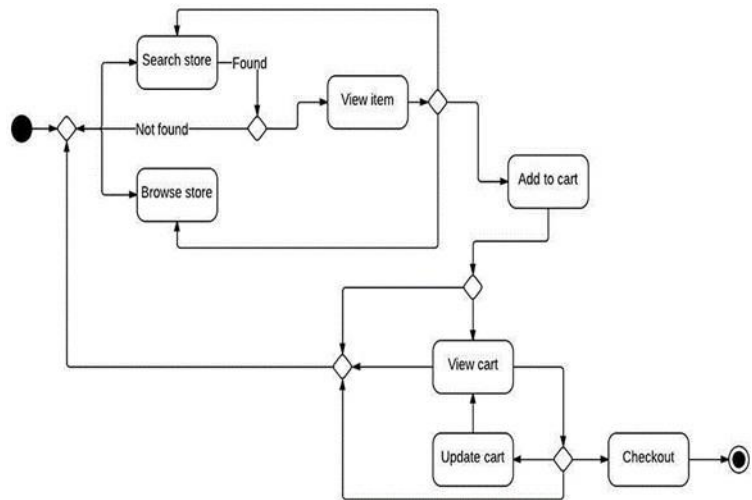 Search store
Found
View item
Not found
Add to cart
Browse store
View cart
Update cart
Checkout